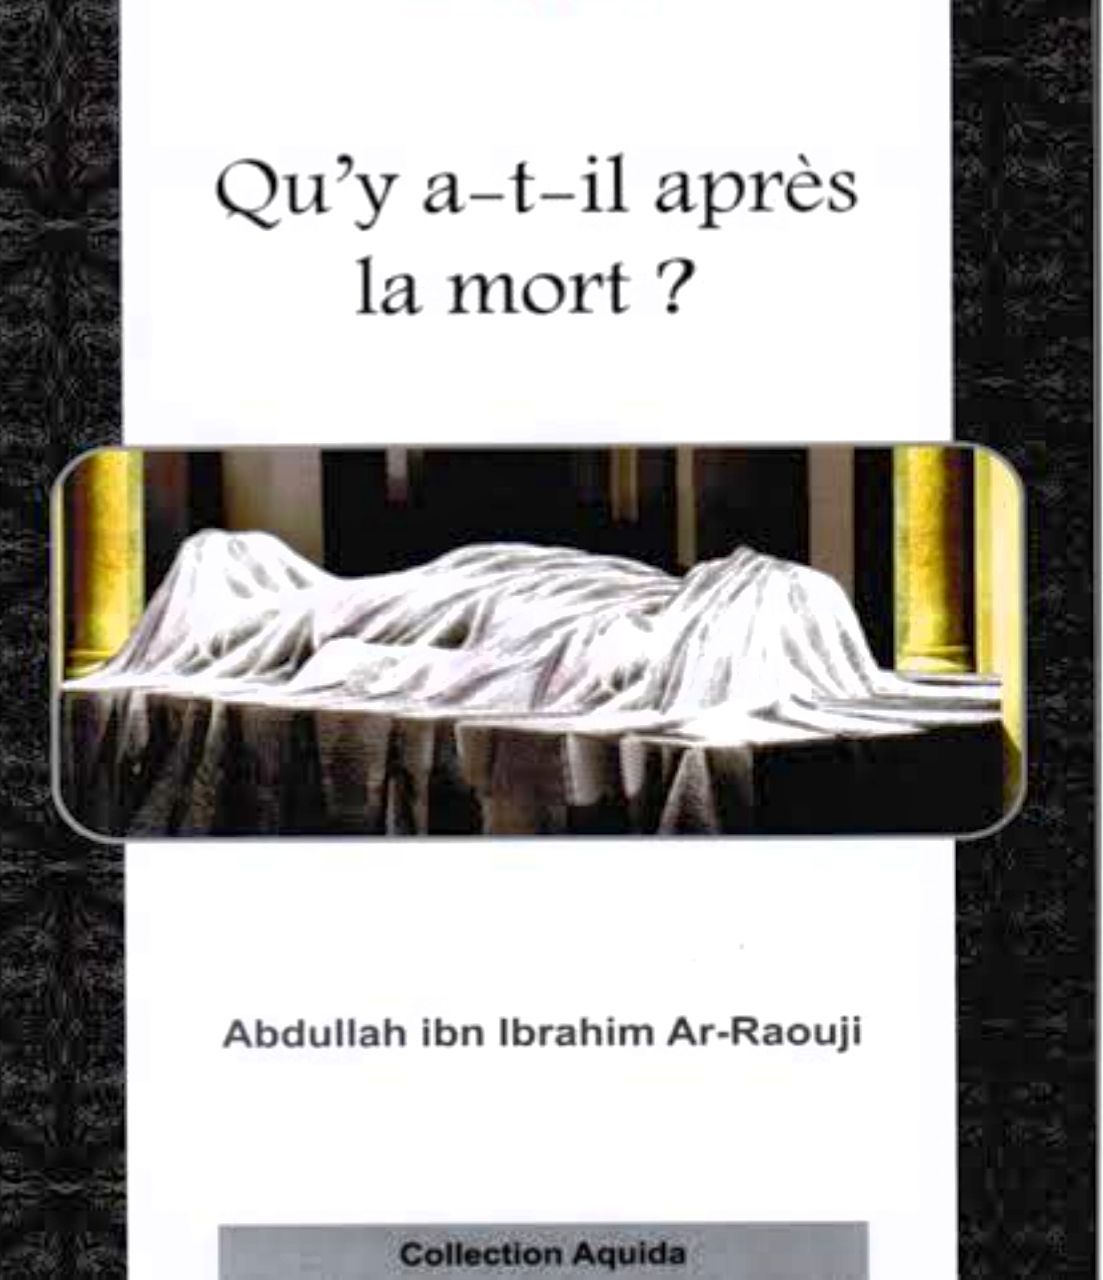 Qu'y a-t-il après
la mort ?
Abdullah ibn Ibrahim Ar-Raouji
Collection Aquida